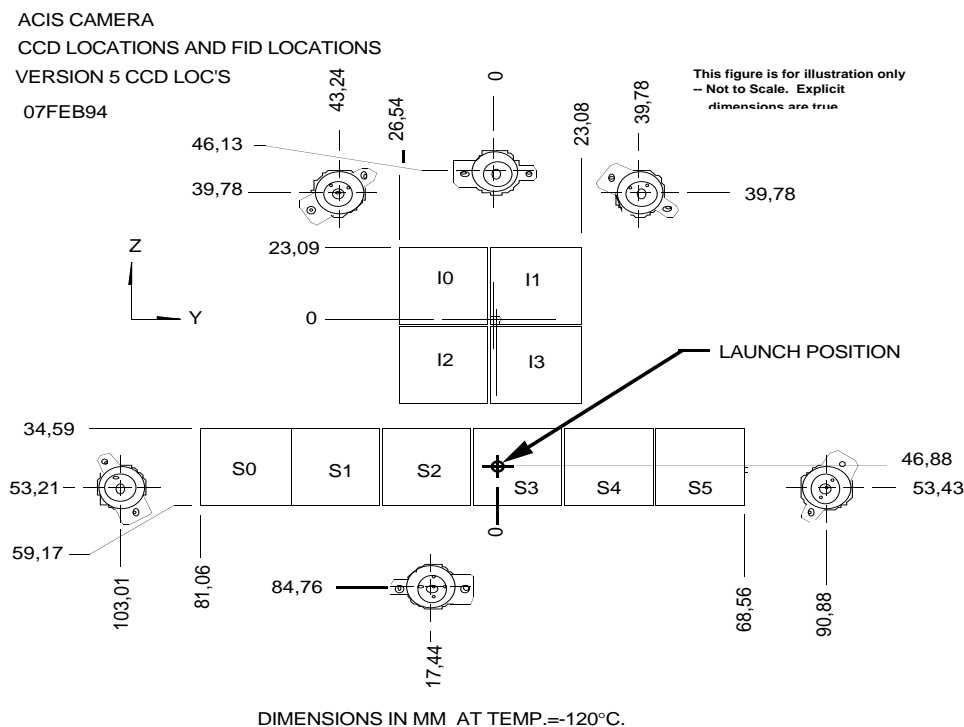 ACIS CAMERA
CCD LOCATIONS AND FID LOCATIONS
VERSION 5 CCD LOC'S
07FEB94
This figure is for illustration only
-- Not to Scale. Explicit
dimensions are true
43,24
26,54
0
23,08
39,78
46,13
39,78
39,78
23,09
Z
Y
0
I0
I1
I2
I3
LAUNCH POSITION
34,59
S0
S1
S2
S3
S4
S5
46,88
53,21
53,43
59,17
0
84,76
103,01
81,06
17,44
68,56
90,88
DIMENSIONS IN MM AT TEMP.=-120°C.